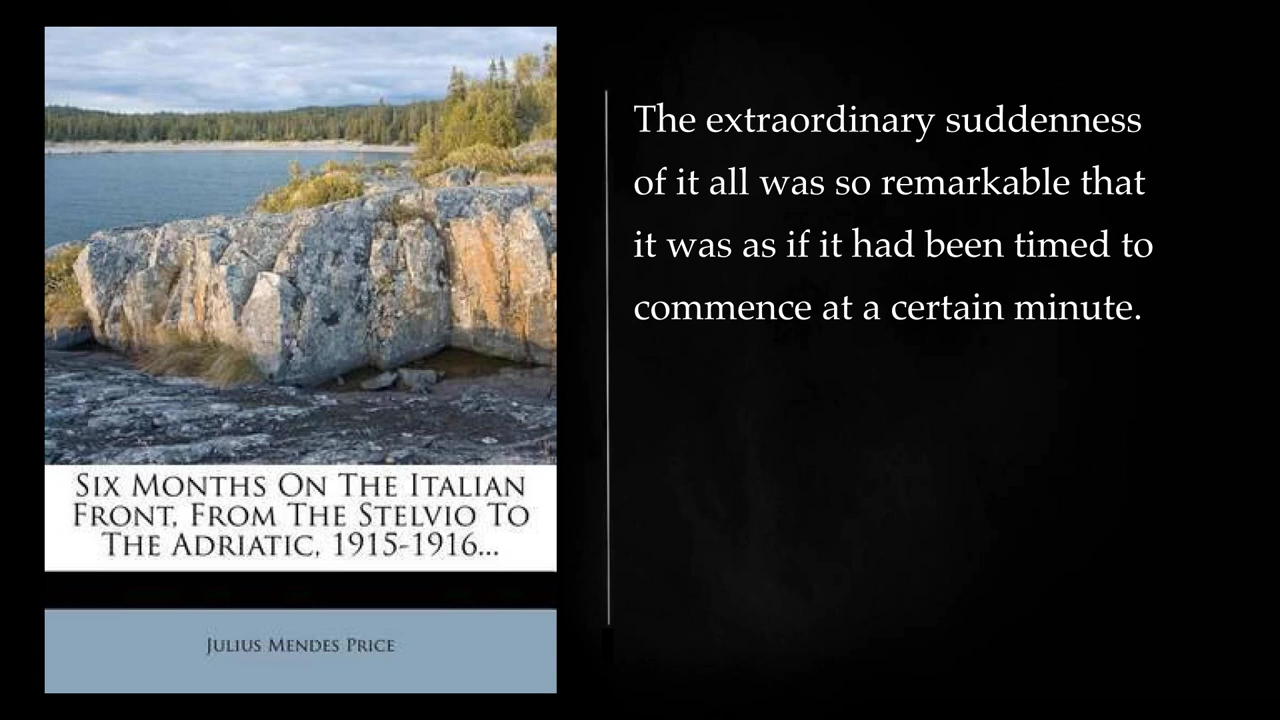 Six Months On The Italian
Front, From The Stelvio To
The Adriatic, 1915-1916...
Julius Mendes Price
The extraordinary suddenness
of it all was so remarkable that
it was as if it had been timed to
commence at a certain minute.